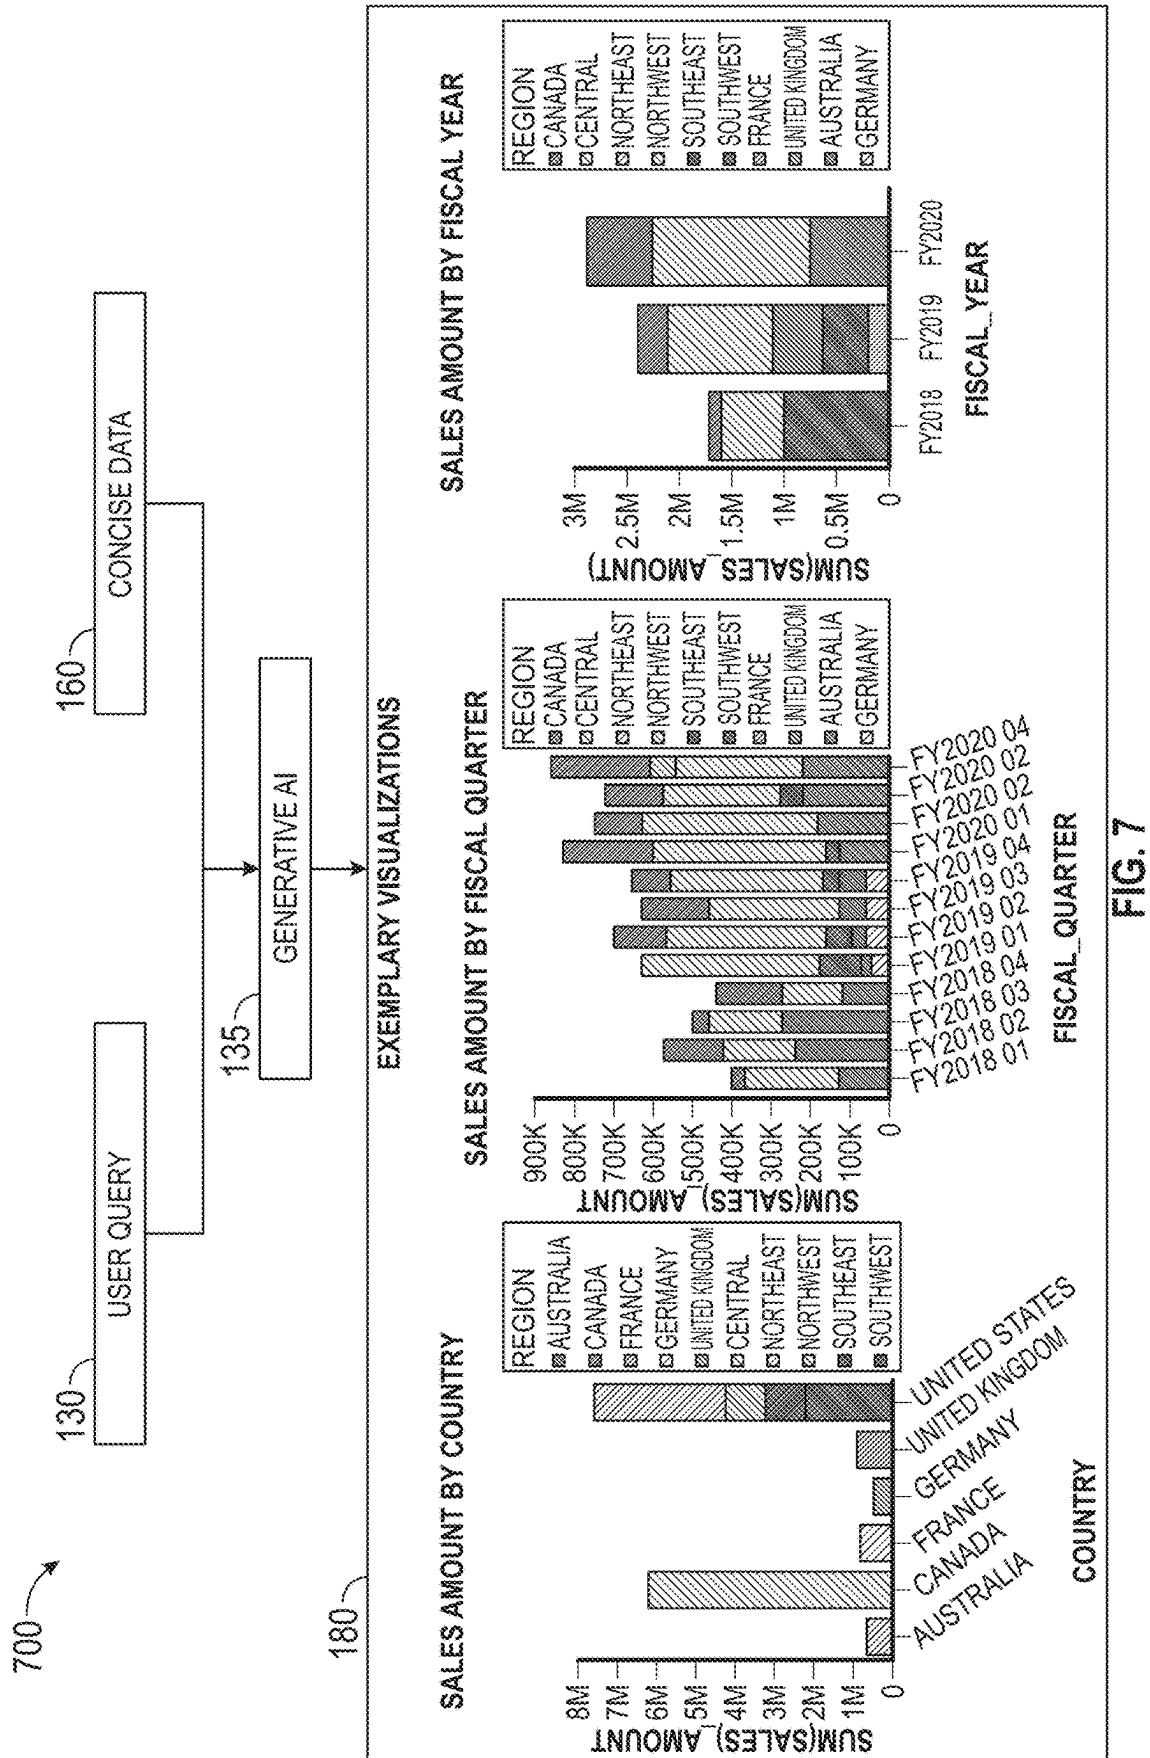 700
130
USER QUERY
160
CONCISE DATA
135
GENERATIVE AI
180
EXEMPLARY VISUALIZATIONS
SALES AMOUNT BY COUNTRY
SUM(SALES)_AMOUNT
8M
7M
6M
5M
4M
3M
2M
1M
0
AUSTRALIA
CANADA
FRANCE
GERMANY
UNITED KINGDOM
UNITED STATES
COUNTRY
REGION
AUSTRALIA
CANADA
FRANCE
GERMANY
UNITED KINGDOM
CENTRAL
NORTHEAST
NORTHWEST
SOUTHEAST
SOUTHWEST
SALES AMOUNT BY FISCAL QUARTER
SUM(SALES)_AMOUNT
900K
800K
700K
600K
500K
400K
300K
200K
100K
0
FY2018 01
FY2018 02
FY2018 03
FY2018 04
FY2019 01
FY2019 02
FY2019 03
FY2019 04
FY2020 01
FY2020 02
FY2020 02
FY2020 04
FISCAL_QUARTER
REGION
CANADA
CENTRAL
NORTHEAST
NORTHWEST
SOUTHEAST
SOUTHWEST
FRANCE
UNITED KINGDOM
AUSTRALIA
GERMANY
SALES AMOUNT BY FISCAL YEAR
SUM(SALES_AMOUNT)
3M
2.5M
2M
1.5M
1M
0.5M
0
FY2018
FY2019
FY2020
FISCAL_YEAR
REGION
CANADA
CENTRAL
NORTHEAST
NORTHWEST
SOUTHEAST
SOUTHWEST
FRANCE
UNITED KINGDOM
AUSTRALIA
GERMANY
FIG. 7